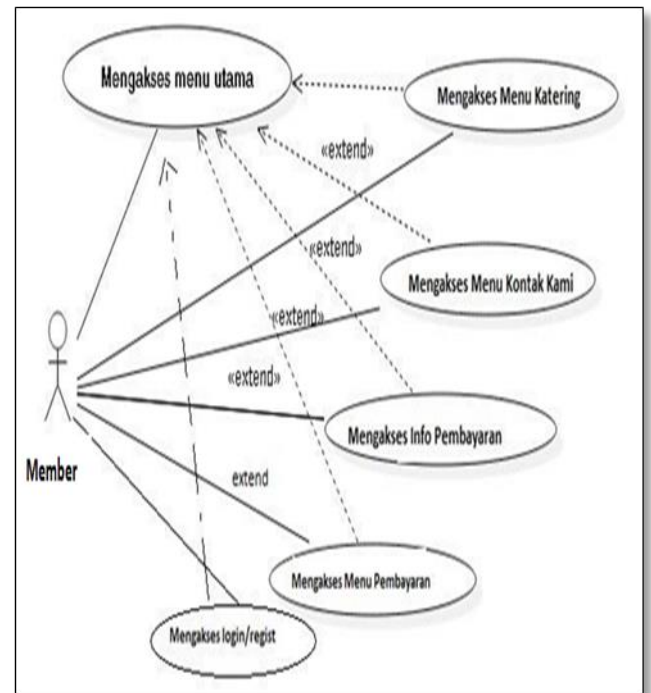 Mengakses menu utama
Mengakses Menu Katering
«extend»
«extend»
Mengakses Menu Kontak Kami
«extend»
«extend»
Mengakses Info Pembayaran
Member
extend
Mengakses Menu Pembayaran
Mengakses login/regist